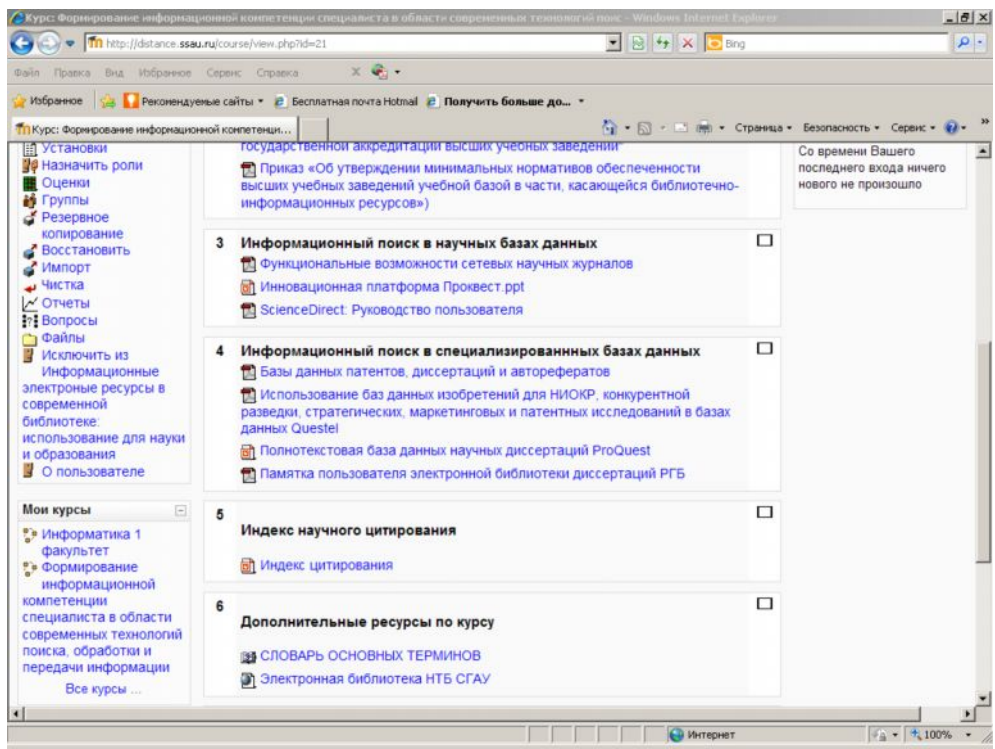 Курс: Формирование информационной компетенции специалиста в области современных технологий поис - Windows Internet Explorer
http://distance.ssau.ru/course/view.php?id=21
Bing
Файл Правка Вид Избранное Сервис Справка
Избранное Рекомендуемые сайты Бесплатная почта Hotmail Получить больше до...
Курс: Формирование информационной компетенци...
Страница Безопасность Сервис
Установки
Назначить роли
Оценки
Группы
Резервное
копирование
Восстановить
Импорт
Чистка
Отчеты
Вопросы
Файлы
Исключить из
Информационные
электроные ресурсы в
современной
библиотеке:
использование для науки
и образования
О пользователе
Мои курсы
Информатика 1
факультет
Формирование
информационной
компетенции
специалиста в области
современных технологий
поиска, обработки и
передачи информации
Все курсы ...
государственной аккредитации высших учебных заведений"
Приказ «Об утверждении минимальных нормативов обеспеченности
высших учебных заведений учебной базой в части, касающейся библиотечно-
информационных ресурсов»)
3 Информационный поиск в научных базах данных
Функциональные возможности сетевых научных журналов
Инновационная платформа Проквест.ppt
ScienceDirect: Руководство пользователя
4 Информационный поиск в специализированнных базах данных
Базы данных патентов, диссертаций и авторефератов
Использование баз данных изобретений для НИОКР, конкурентной
разведки, стратегических, маркетинговых и патентных исследований в базах
данных Questel
Полнотекстовая база данных научных диссертаций ProQuest
Памятка пользователя электронной библиотеки диссертаций РГБ
5
Индекс научного цитирования
Индекс цитирования
6
Дополнительные ресурсы по курсу
СЛОВАРЬ ОСНОВНЫХ ТЕРМИНОВ
Электронная библиотека НТБ СГАУ
Со времени Вашего
последнего входа ничего
нового не произошло
Интернет
100%